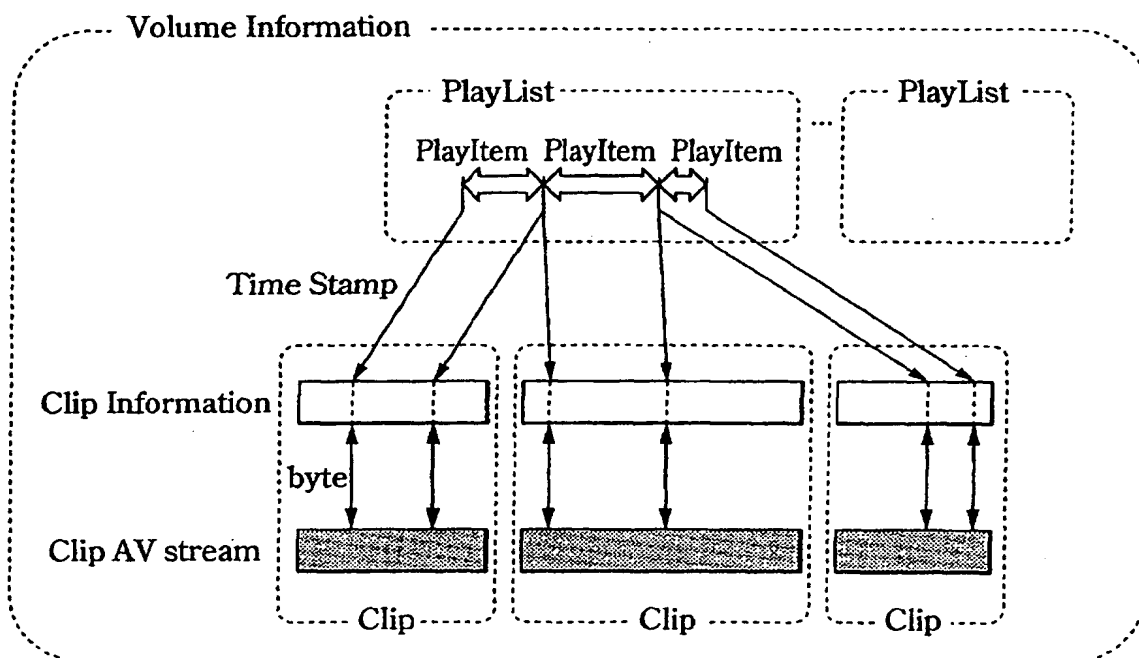 Volume Information
PlayList
PlayList
...
PlayItem PlayItem PlayItem
Time Stamp
Clip Information
byte
Clip AV stream
Clip
Clip
Clip